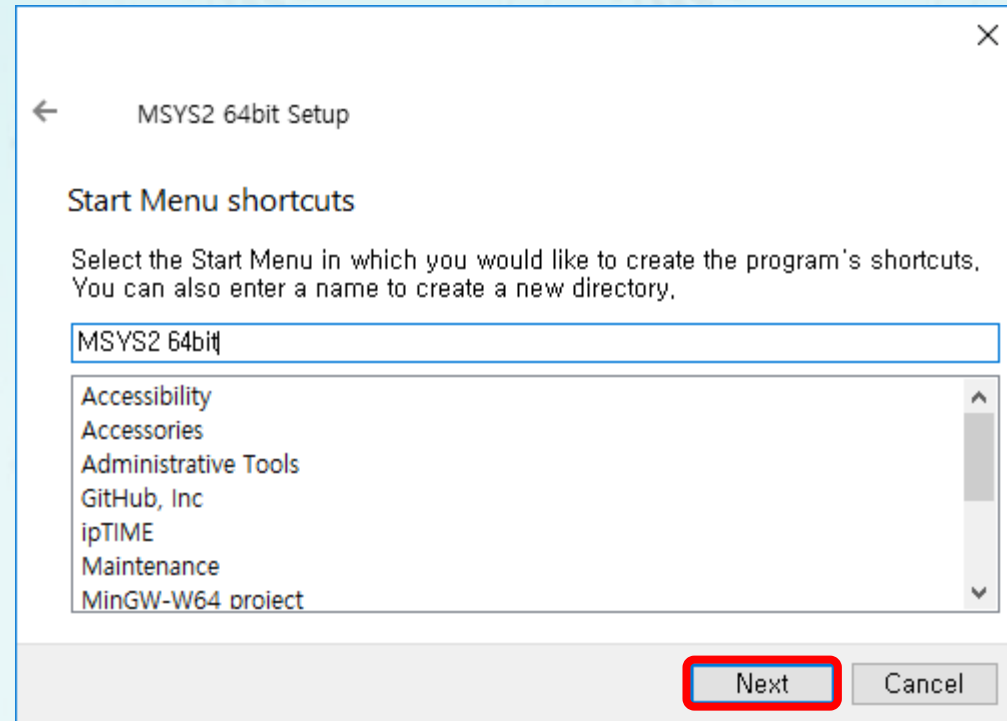 MSYS2 64bit Setup
Start Menu shortcuts
Select the Start Menu in which you would like to create the program's shortcuts,
You can also enter a name to create a new directory,
MSYS2 64bit
Accessibility
Accessories
Administrative Tools
GitHub, Inc
ipTIME
Maintenance
MinGW-W64 project
Next
Cancel